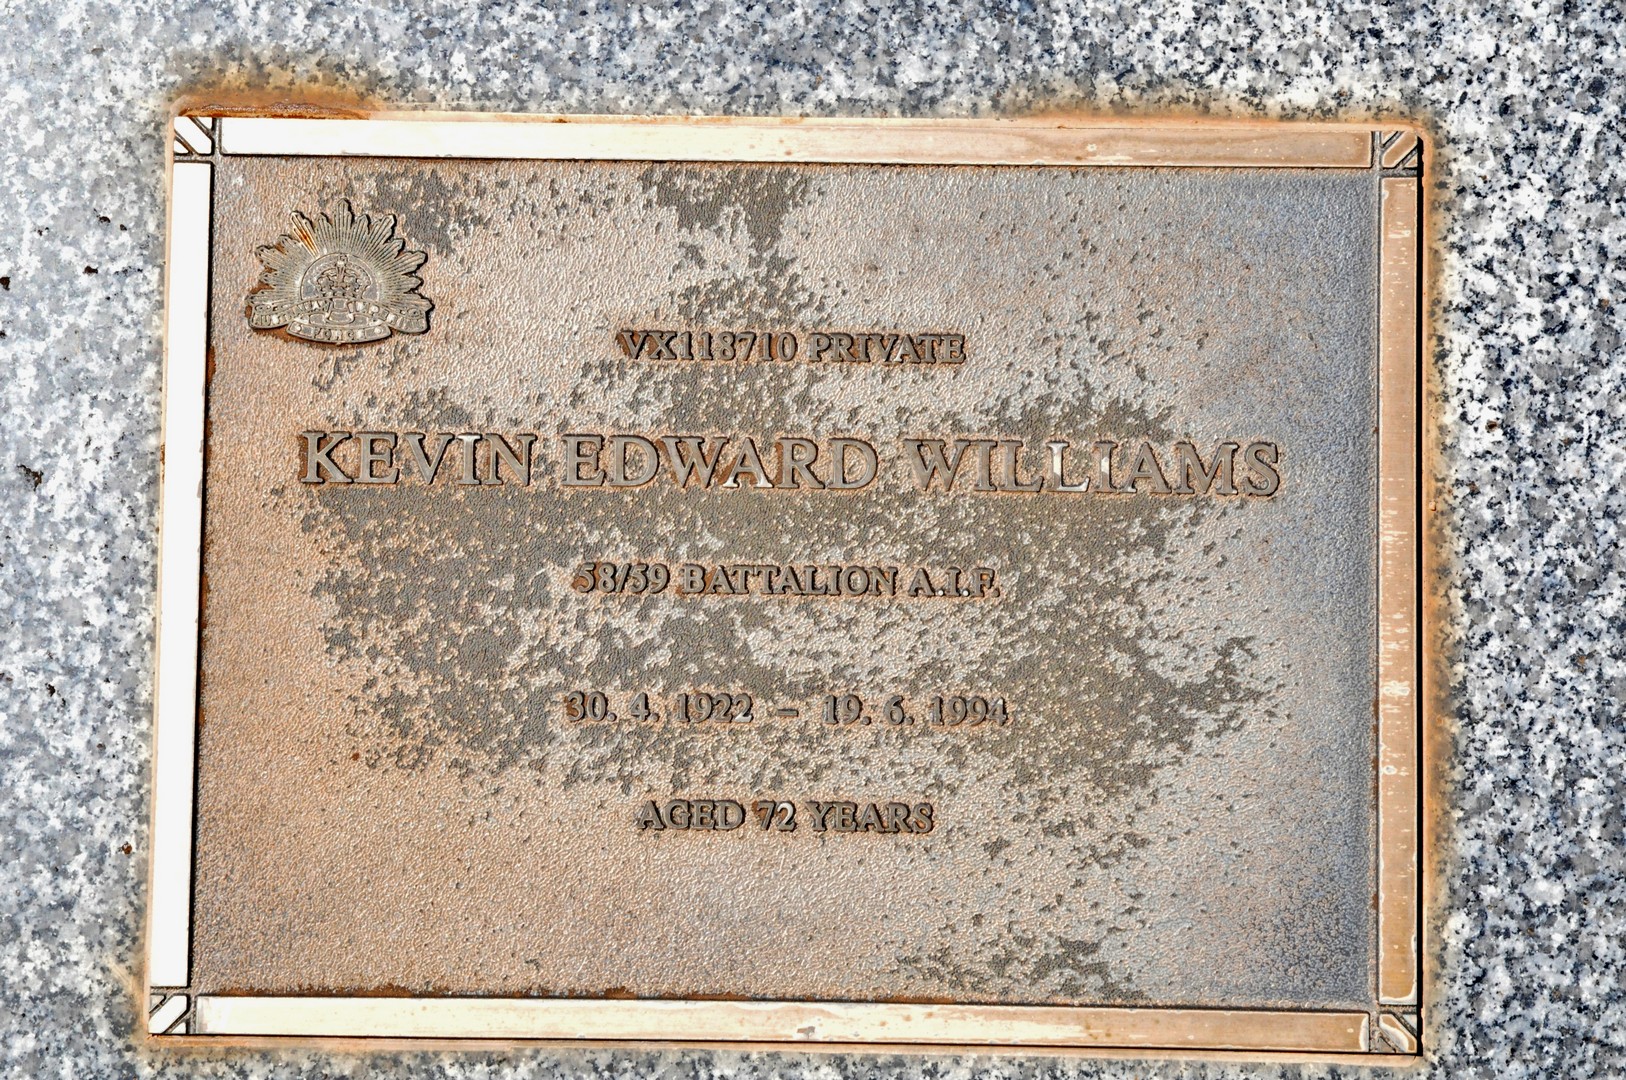 VX118710 PRIVATE
KEVIN EDWARD WILLIAMS
58/59 BATTALION A.I.F.
30. 4. 1922 – 19. 6. 1994
AGED 72 YEARS